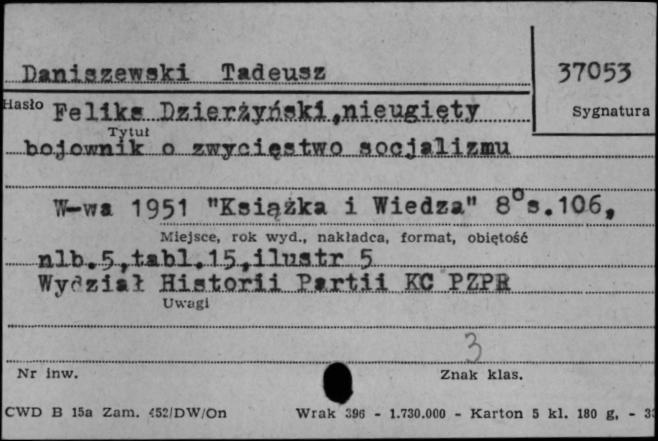 Daniszewski Tadeusz
37053
Hasło
Sygnatura
Feliks Dzierżyński,nieugięty
Tytuł
bojownik o zwycięstwo socjalizmu
W-wa 1951 "Książka i Wiedza" 8°s.106,
Miejsce, rok wyd., nakładca, format, objętość
nlb.5,tabl.15,ilustr 5
Wydział Historii Partii KC PZPR
Uwagi
3
Nr inw.
Znak klas.
CWD B 15a Zam. 452/DW/On
Wrak 396 - 1.730.000 - Karton 5 kl. 180 g, -